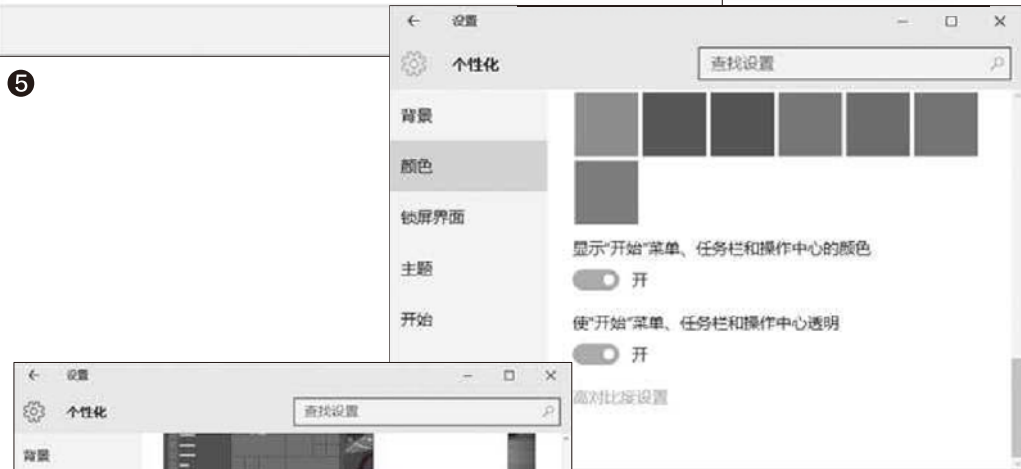 设置
个性化
查找设置
❺
背景
颜色
锁屏界面
主题
开始
显示“开始”菜单、任务栏和操作中心的颜色
开
使“开始”菜单、任务栏和操作中心透明
开
高对比度设置
设置
个性化
查找设置
背景